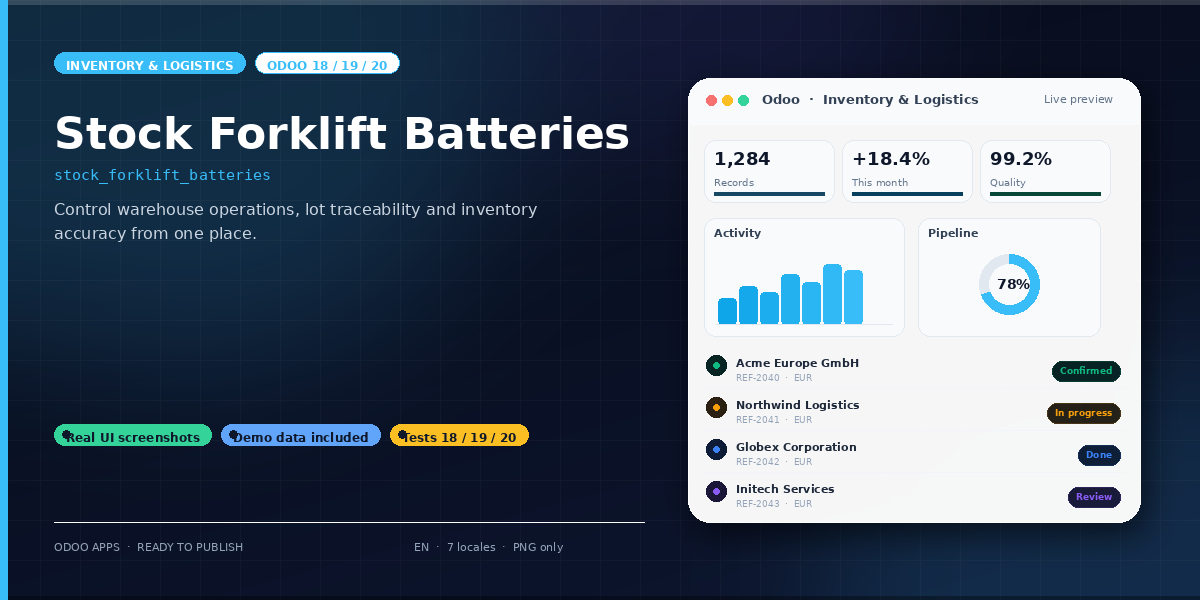 INVENTORY & LOGISTICS
ODOO 18 / 19 / 20
Stock Forklift Batteries
stock_forklift_batteries
Control warehouse operations, lot traceability and inventory
accuracy from one place.
Real UI screenshots
Demo data included
Tests 18 / 19 / 20
ODOO APPS · READY TO PUBLISH
EN · 7 locales · PNG only
Odoo · Inventory & Logistics
Live preview
1,284
Records
+18.4%
This month
99.2%
Quality
Activity
Pipeline
78%
Acme Europe GmbH
REF-2040 · EUR
Confirmed
Northwind Logistics
REF-2041 · EUR
In progress
Globex Corporation
REF-2042 · EUR
Done
Initech Services
REF-2043 · EUR
Review